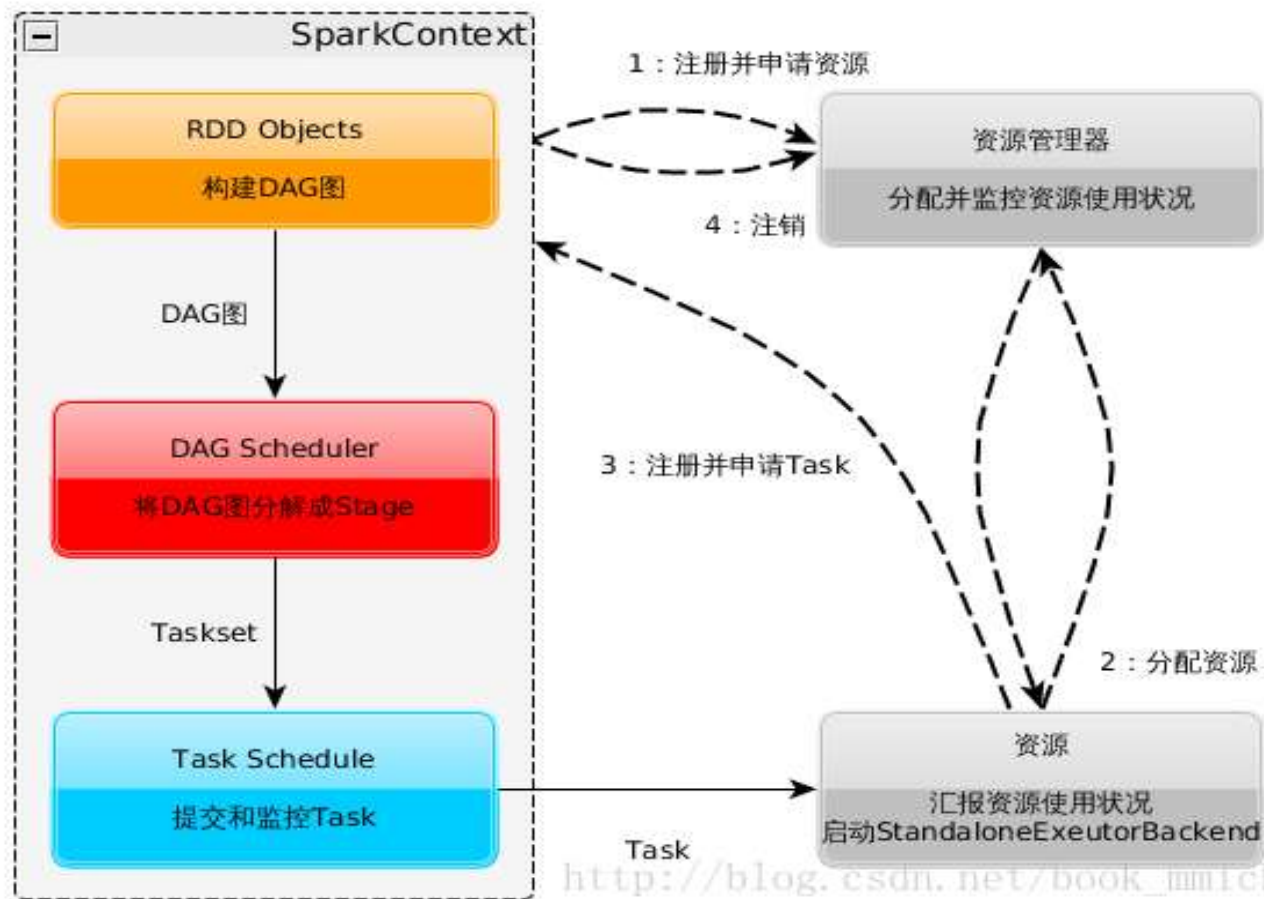 SparkContext
1：注册并申请资源
RDD Objects
构建DAG图
资源管理器
分配并监控资源使用状况
4：注销
DAG图
DAG Scheduler
将DAG图分解成Stage
3：注册并申请Task
Taskset
2：分配资源
Task Schedule
提交和监控Task
资源
汇报资源使用状况
启动StandaloneExeutorBackend
Task
http://blog.csdn.net/book_mmic